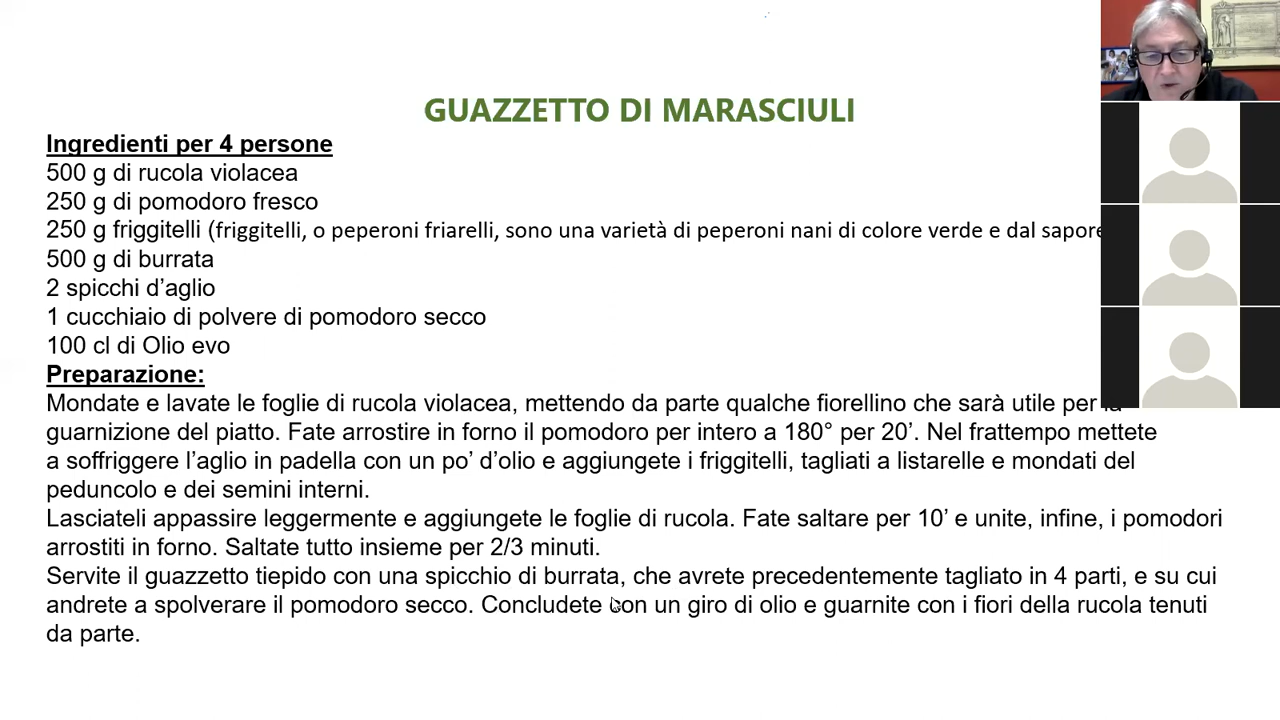 GUAZZETTO DI MARASCIULI
Ingredienti per 4 persone
500 g di rucola violacea
250 g di pomodoro fresco
250 g friggitelli (friggitelli, o peperoni friarelli, sono una varietà di peperoni nani di colore verde e dal sapore
500 g di burrata
2 spicchi d’aglio
1 cucchiaio di polvere di pomodoro secco
100 cl di Olio evo
Preparazione:
Mondate e lavate le foglie di rucola violacea, mettendo da parte qualche fiorellino che sarà utile per la
guarnizione del piatto. Fate arrostire in forno il pomodoro per intero a 180° per 20’. Nel frattempo mettete
a soffriggere l’aglio in padella con un po’ d’olio e aggiungete i friggitelli, tagliati a listarelle e mondati del
peduncolo e dei semini interni.
Lasciateli appassire leggermente e aggiungete le foglie di rucola. Fate saltare per 10’ e unite, infine, i pomodori
arrostiti in forno. Saltate tutto insieme per 2/3 minuti.
Servite il guazzetto tiepido con una spicchio di burrata, che avrete precedentemente tagliato in 4 parti, e su cui
andrete a spolverare il pomodoro secco. Concludete con un giro di olio e guarnite con i fiori della rucola tenuti
da parte.